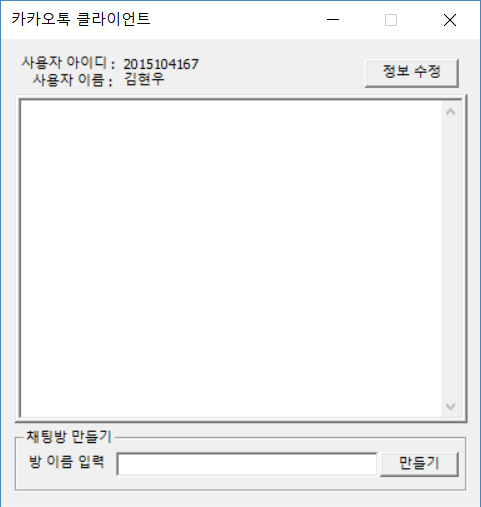 카카오톡 클라이언트
사용자 아이디 : 2015104167
정보 수정
사용자 이름 : 김현우
채팅방 만들기
방 이름 입력
만들기